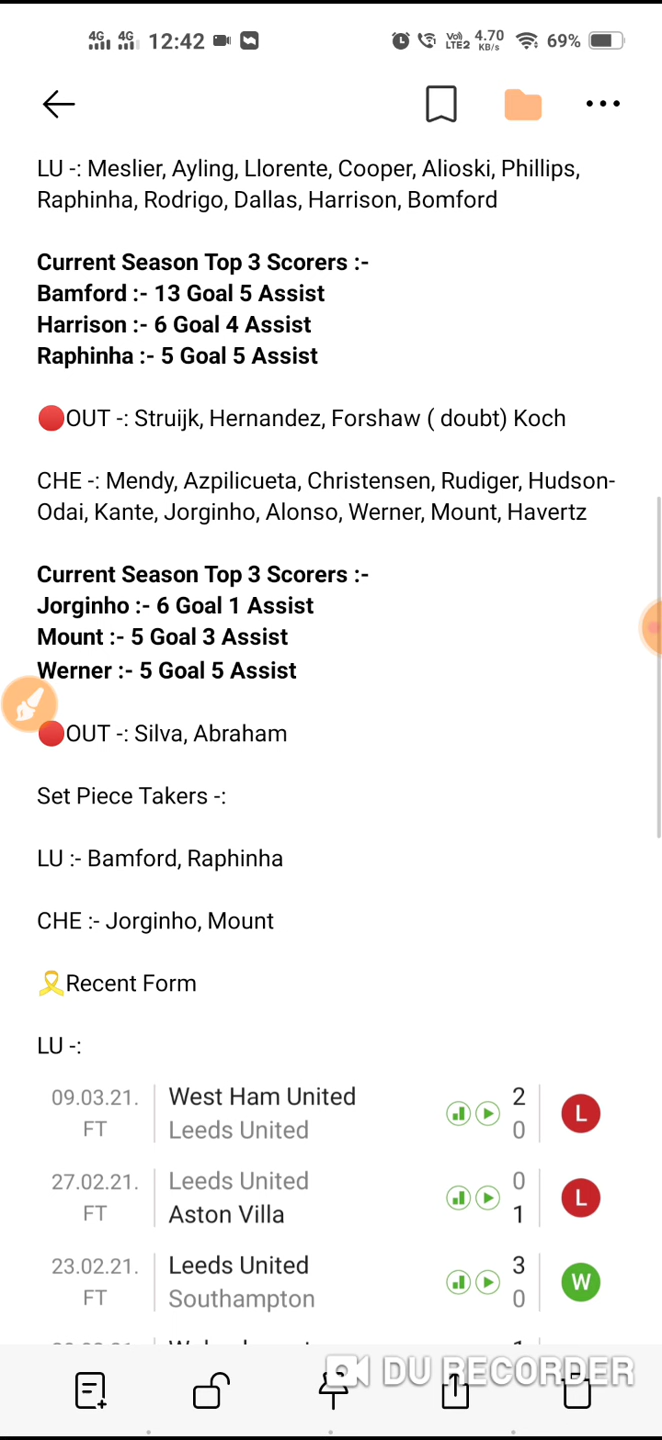 4G 4G 12:42 Vo) LTE2 4.70 KB/s 69%
LU -: Meslier, Ayling, Llorente, Cooper, Alioski, Phillips,
Raphinha, Rodrigo, Dallas, Harrison, Bomford
Current Season Top 3 Scorers :-
Bamford :- 13 Goal 5 Assist
Harrison :- 6 Goal 4 Assist
Raphinha :- 5 Goal 5 Assist
🔴OUT -: Struijk, Hernandez, Forshaw ( doubt) Koch
CHE -: Mendy, Azpilicueta, Christensen, Rudiger, Hudson-
Odai, Kante, Jorginho, Alonso, Werner, Mount, Havertz
Current Season Top 3 Scorers :-
Jorginho :- 6 Goal 1 Assist
Mount :- 5 Goal 3 Assist
Werner :- 5 Goal 5 Assist
🔴OUT -: Silva, Abraham
Set Piece Takers -:
LU :- Bamford, Raphinha
CHE :- Jorginho, Mount
🎗Recent Form
LU -:
09.03.21. West Ham United 2
FT Leeds United 0 L
27.02.21. Leeds United 0
FT Aston Villa 1 L
23.02.21. Leeds United 3
FT Southampton 0 W
DU RECORDER